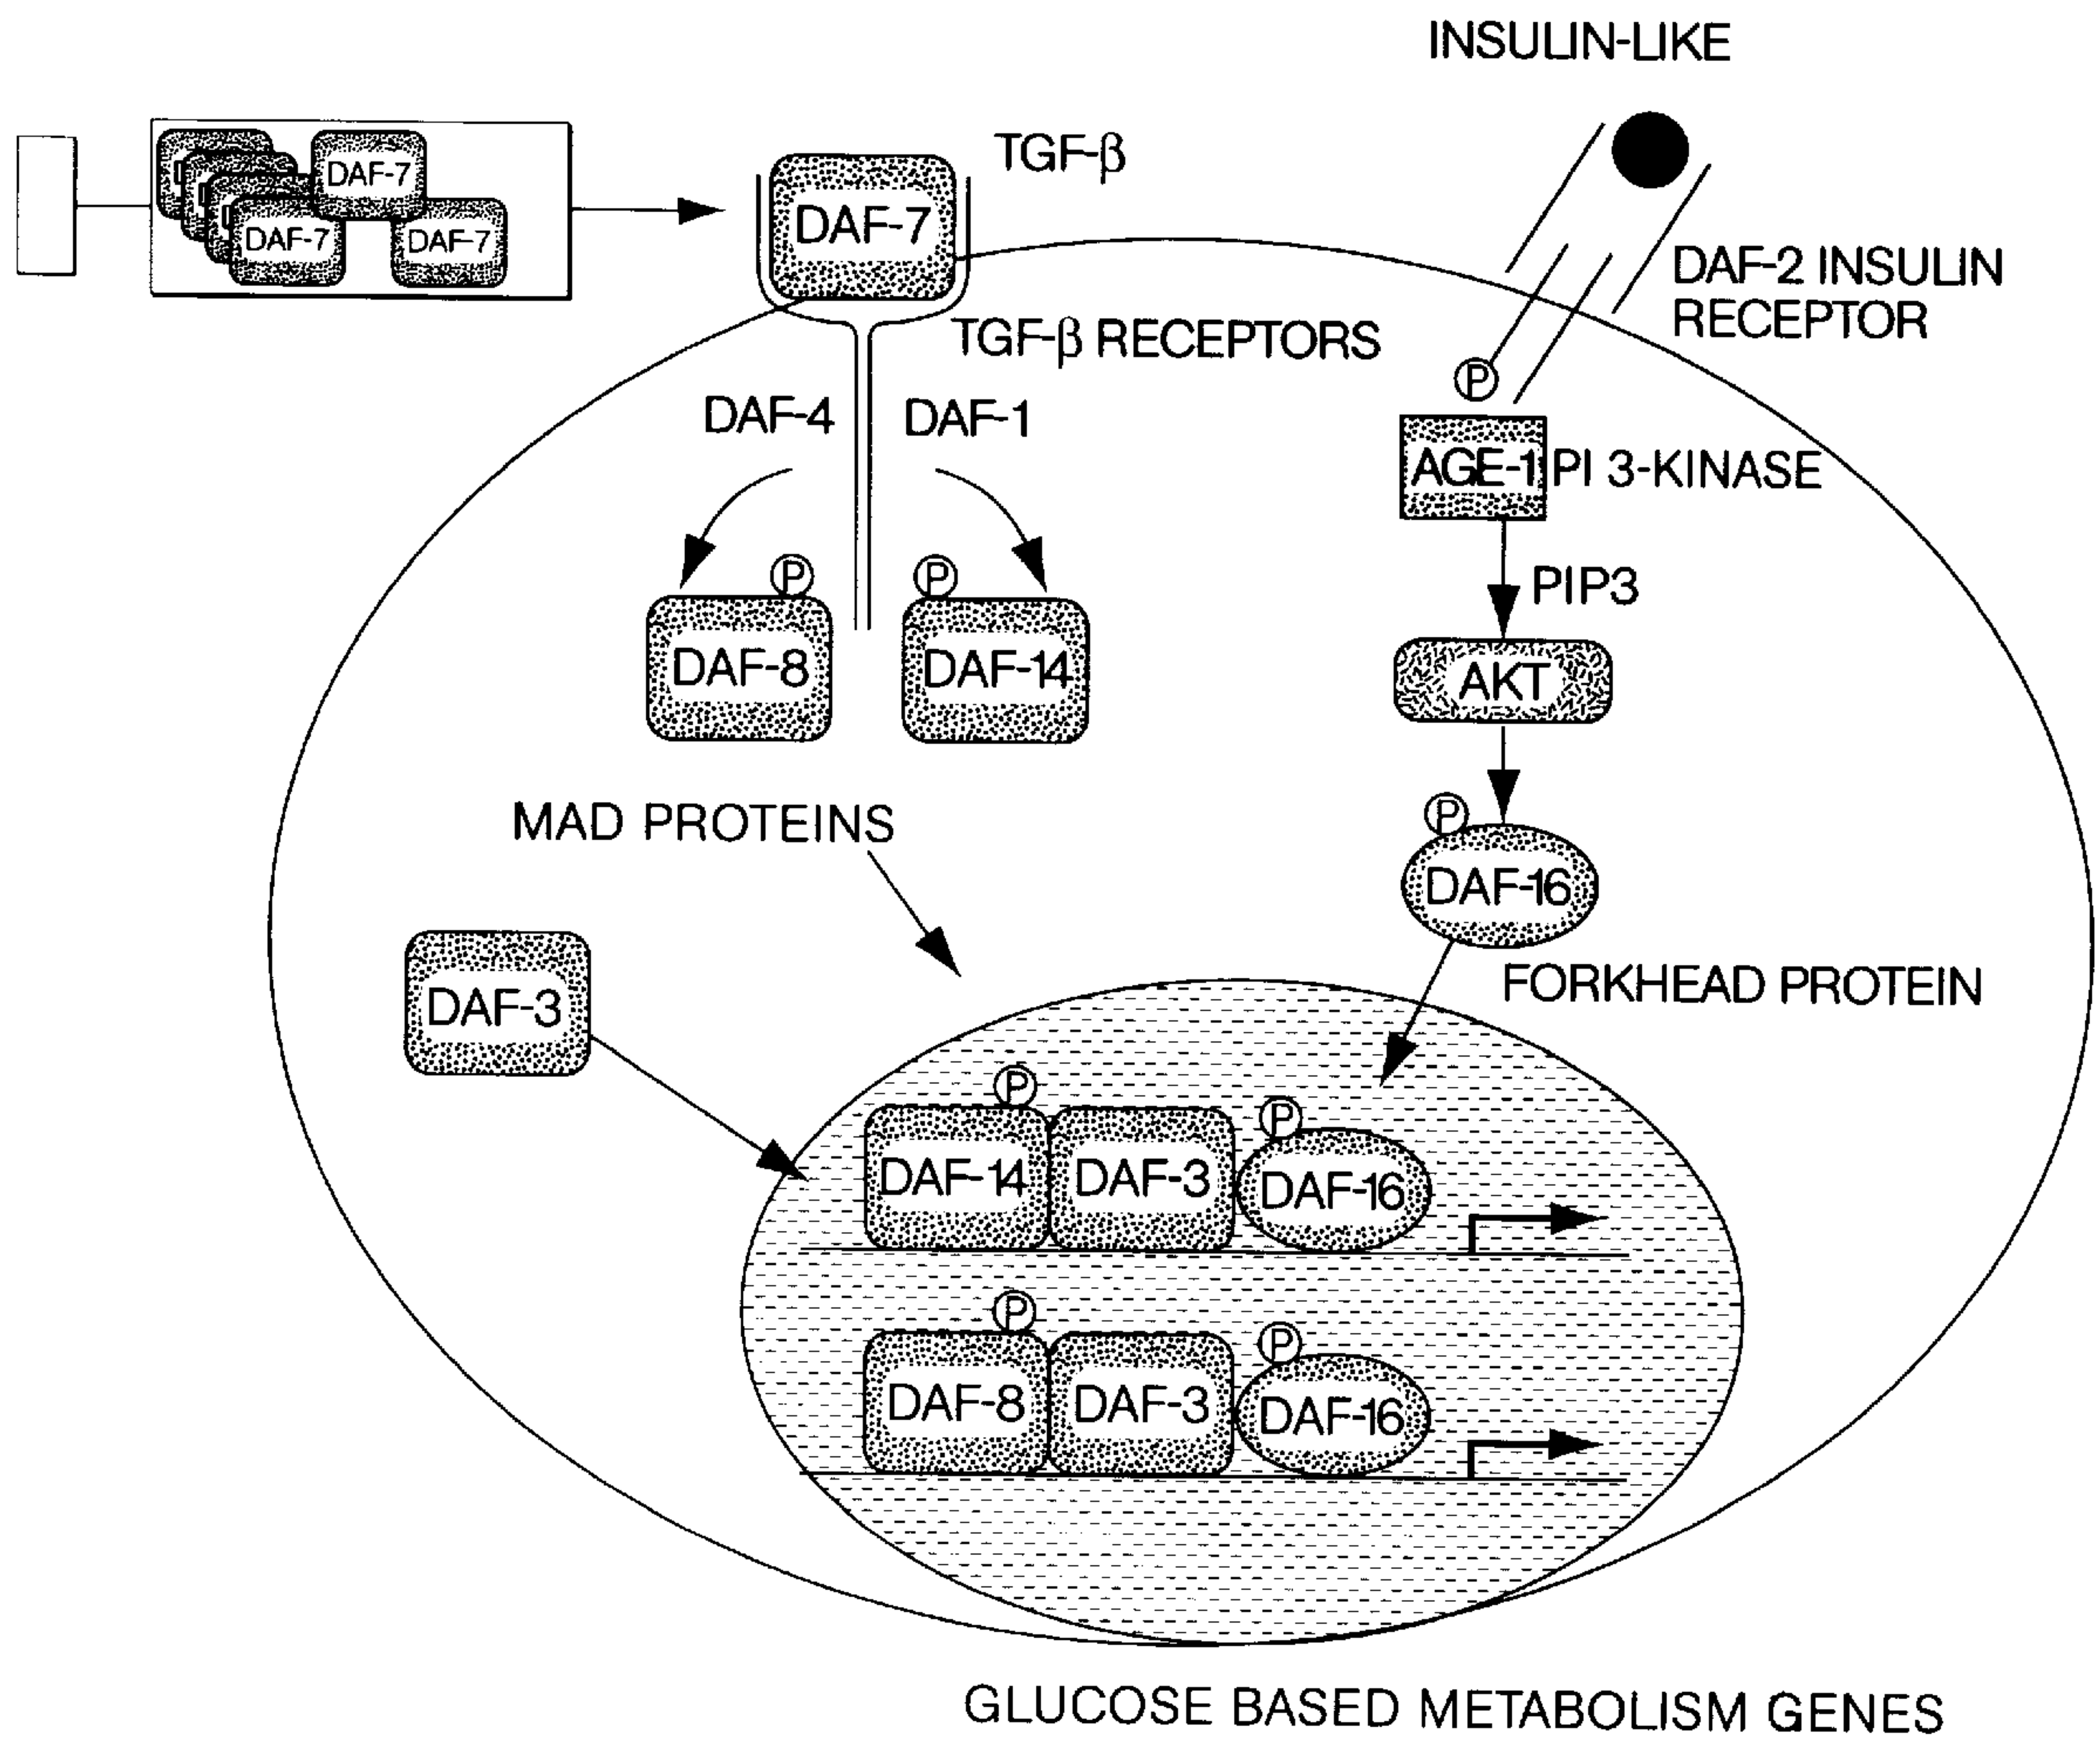 INSULIN-LIKE
DAF-7
DAF-7
DAF-7
DAF-7
TGF-β
DAF-2 INSULIN
RECEPTOR
TGF-β RECEPTORS
P
DAF-4
DAF-1
AGE-1
PI 3-KINASE
P
P
PIP3
DAF-8
DAF-14
AKT
MAD PROTEINS
P
DAF-16
DAF-3
FORKHEAD PROTEIN
P
P
DAF-14
DAF-3
DAF-16
P
P
DAF-8
DAF-3
DAF-16
GLUCOSE BASED METABOLISM GENES